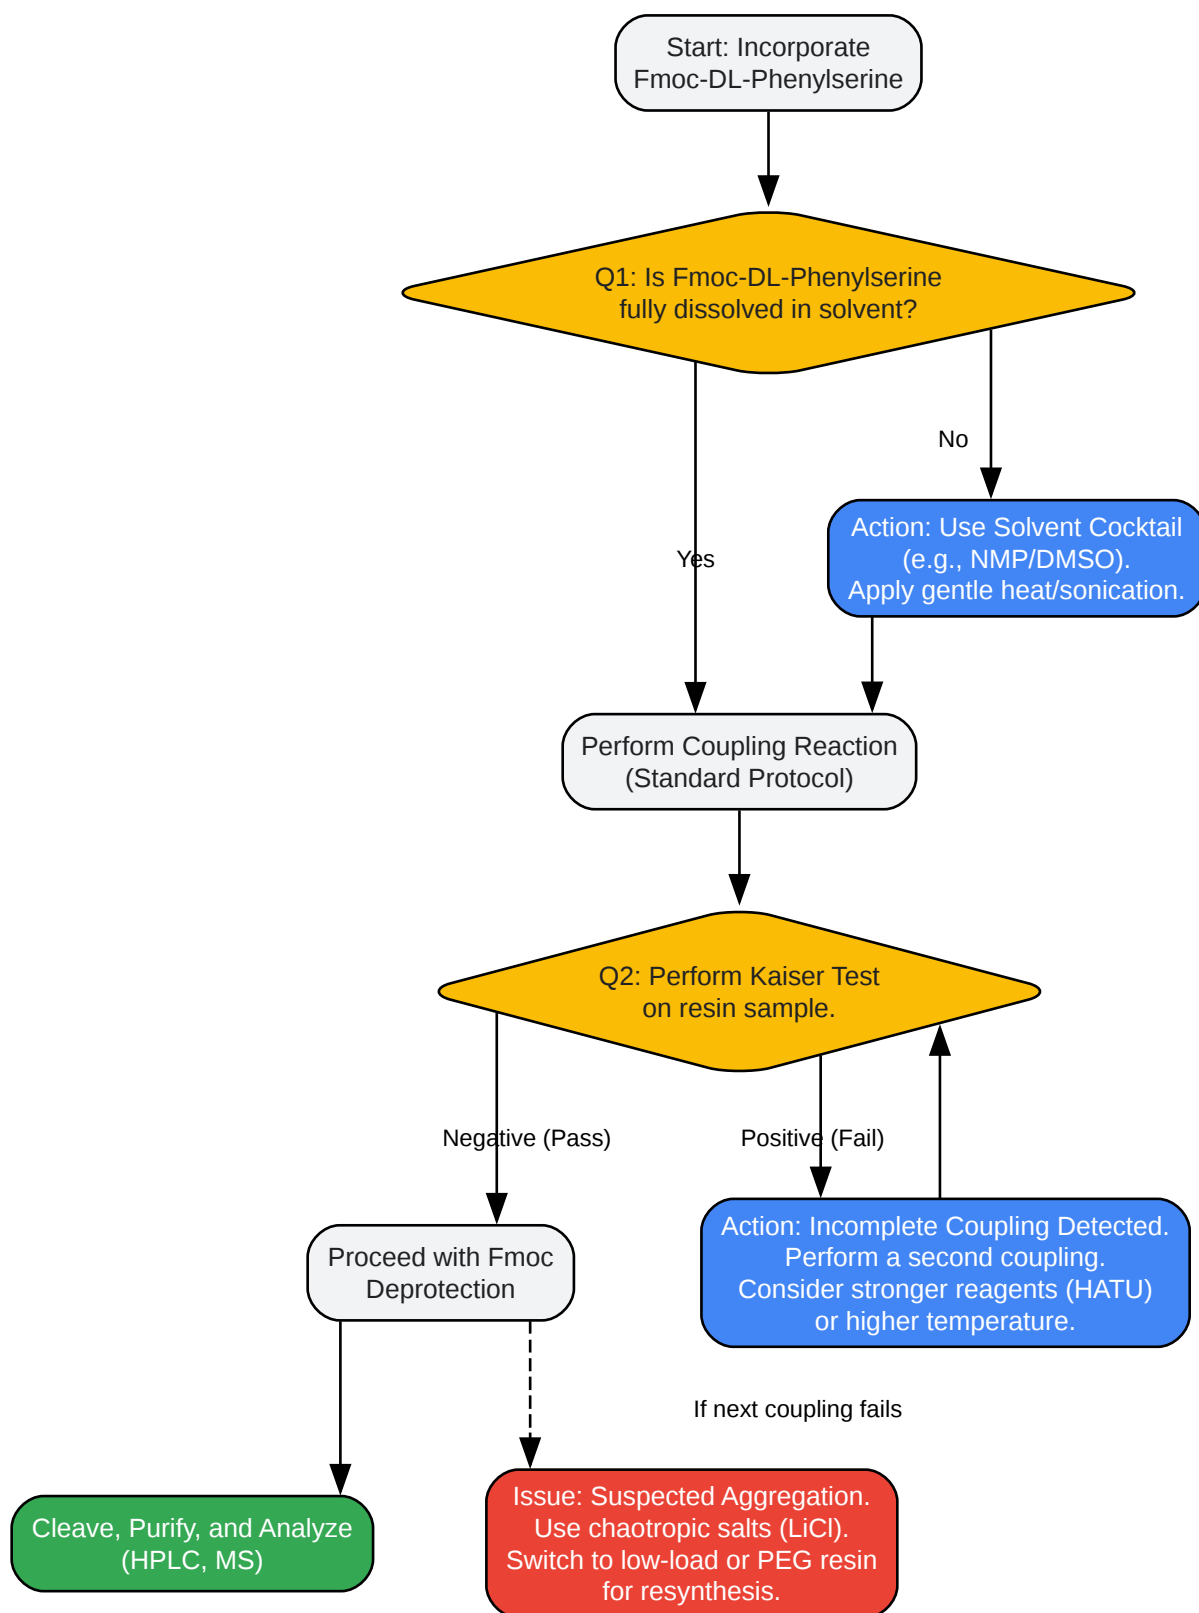 Start: Incorporate
Fmoc-DL-Phenylserine
Q1: Is Fmoc-DL-Phenylserine
fully dissolved in solvent?
No
Action: Use Solvent Cocktail
(e.g., NMP/DMSO).
Apply gentle heat/sonication.
Yes
Perform Coupling Reaction
(Standard Protocol)
Q2: Perform Kaiser Test
on resin sample.
Negative (Pass)
Positive (Fail)
Proceed with Fmoc
Deprotection
Action: Incomplete Coupling Detected.
Perform a second coupling.
Consider stronger reagents (HATU)
or higher temperature.
If next coupling fails
Cleave, Purify, and Analyze
(HPLC, MS)
Issue: Suspected Aggregation.
Use chaotropic salts (LiCl).
Switch to low-load or PEG resin
for resynthesis.